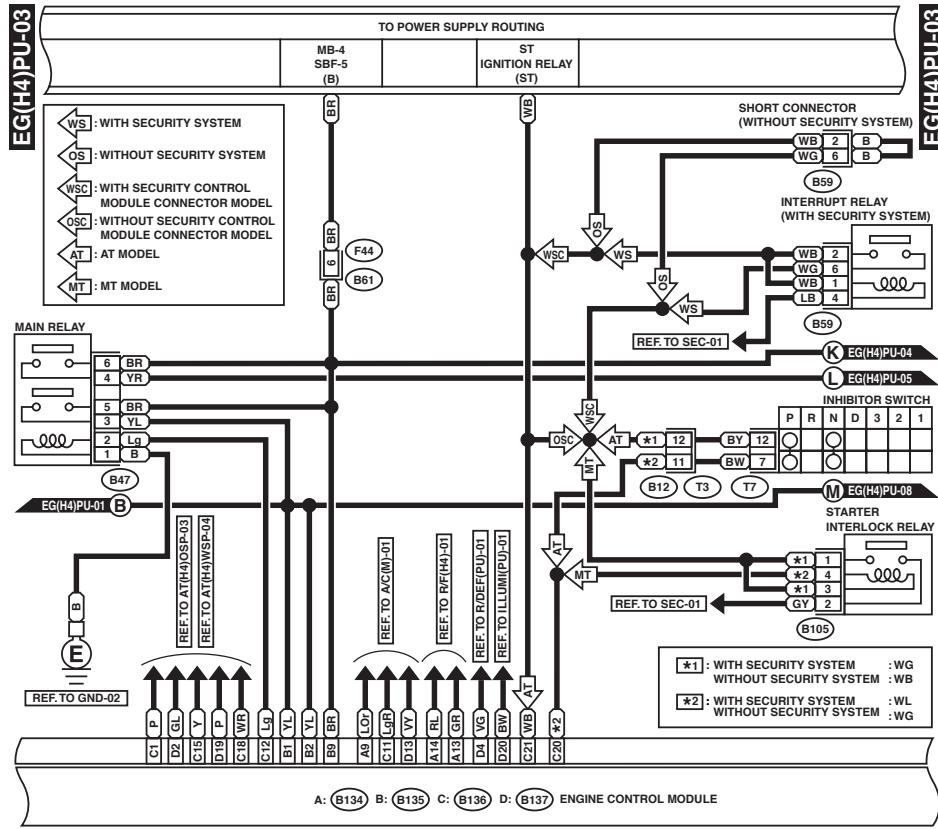 EG(H4)PU-03
EG(H4)PU-03
TO POWER SUPPLY ROUTING
MB-4
SBF-5
(B)
ST
IGNITION RELAY
(ST)
BR
WB
WS : WITH SECURITY SYSTEM
OS : WITHOUT SECURITY SYSTEM
WSC : WITH SECURITY CONTROL
MODULE CONNECTOR MODEL
OSC : WITHOUT SECURITY CONTROL
MODULE CONNECTOR MODEL
AT : AT MODEL
MT : MT MODEL
SHORT CONNECTOR
(WITHOUT SECURITY SYSTEM)
WB 2 B
WG 6 B
B59
INTERRUPT RELAY
(WITH SECURITY SYSTEM)
BR
6
BR
F44
B61
OS
WSC
WS
OS
WS
WB 2
WG 6
WB 1
LB 4
B59
REF. TO SEC-01
MAIN RELAY
6 BR
4 YR
5 BR
3 YL
2 Lg
1 B
B47
K EG(H4)PU-04
L EG(H4)PU-05
INHIBITOR SWITCH
P R N D 3 2 1
WSC
OSC
AT
MT
*1 12 BY 12
*2 11 BW 7
B12 T3 T7
EG(H4)PU-01 B
M EG(H4)PU-08
STARTER
INTERLOCK RELAY
AT
MT
*1 1
*2 4
*1 3
GY 2
B105
REF. TO SEC-01
B
E
REF. TO GND-02
REF. TO AT(H4)OSP-03
REF. TO AT(H4)WSP-04
REF. TO A/C(M)-01
REF. TO R/F(H4)-01
REF. TO R/DEF(PU)-01
REF. TO ILLUMI(PU)-01
AT
*1 : WITH SECURITY SYSTEM : WG
WITHOUT SECURITY SYSTEM : WB
*2 : WITH SECURITY SYSTEM : WL
WITHOUT SECURITY SYSTEM : WG
P GL Y P WR Lg YL YL BR LOr LgR VY RL GR VG BW WB *2
C1 D2 C15 D19 C18 C12 B1 B2 B9 A9 C11 D13 A14 A13 D4 D20 C21 C20
A: B134 B: B135 C: B136 D: B137 ENGINE CONTROL MODULE